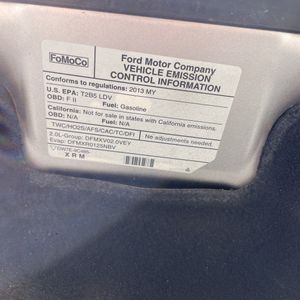 FoMoCo
Ford Motor Company
VEHICLE EMISSION
CONTROL INFORMATION
Conforms to regulations: 2013 MY
U.S. EPA: T2B5 LDV
OBD: F II
Fuel: Gasoline
California: Not for sale in states with California emissions.
OBD: N/A
Fuel: N/A
TWC/HO2S/AFS/CAC/TC/DFI
No adjustments needed.
2.0L-Group: DFMXV02.0VEY
Evap: DFMXR0125NBV
X R M